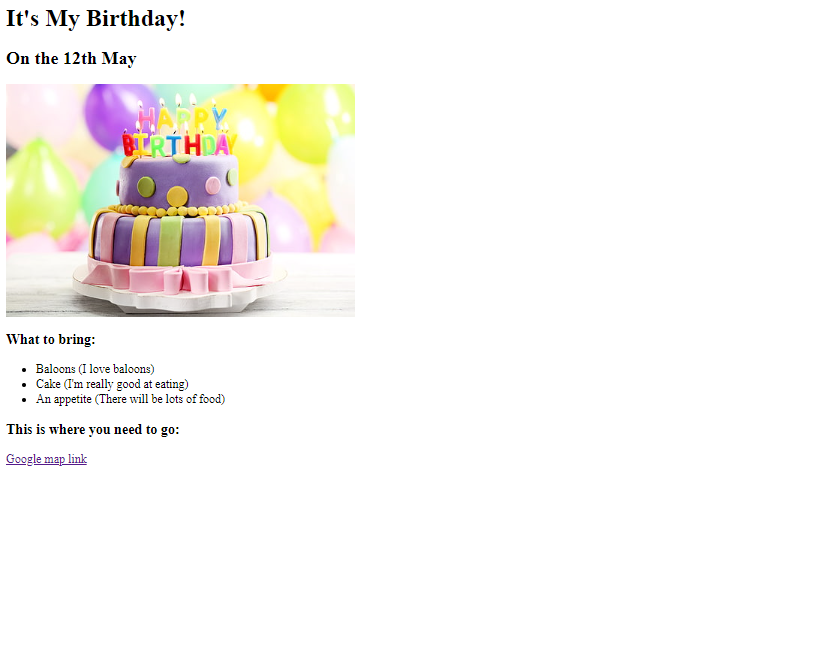 It's My Birthday!
On the 12th May
HAPPY
BIRTHDAY
What to bring:
Baloons (I love baloons)
Cake (I'm really good at eating)
An appetite (There will be lots of food)
This is where you need to go:
Google map link